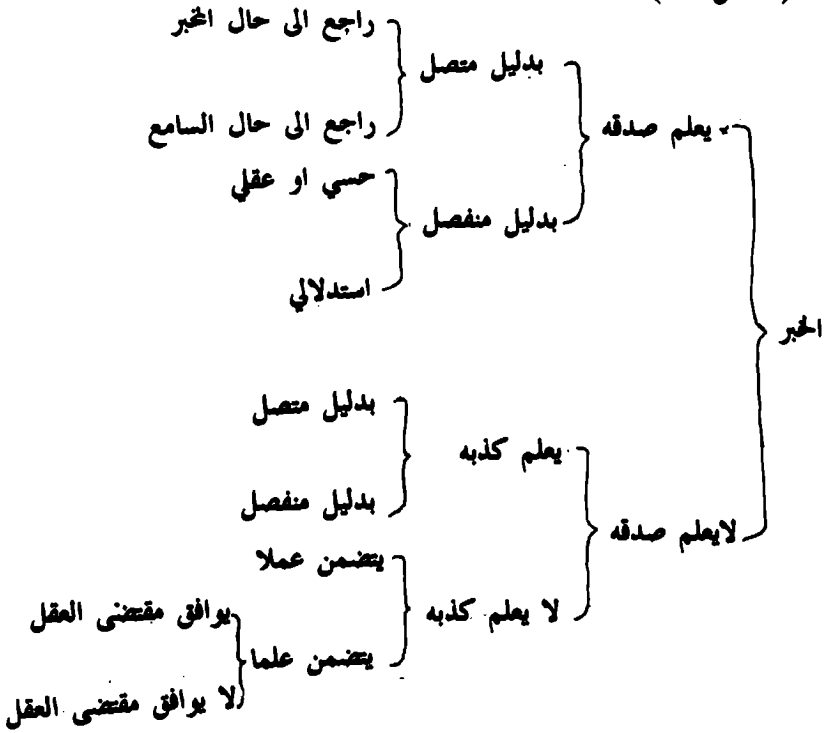 راجع الى حال المخبر
بدليل متصل
راجع الى حال السامع
يعلم صدقه
حسي او عقلي
بدليل منفصل
استدلالي
الخبر
بدليل متصل
يعلم كذبه
بدليل منفصل
لايعلم صدقه
يتضمن عملا
لا يعلم كذبه
يوافق مقتضى العقل
يتضمن علما
لا يوافق مقتضى العقل